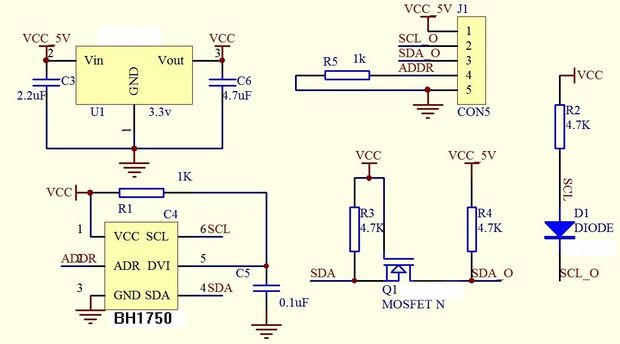 VCC_5V
2
Vin
Vout
3
VCC
GND
C3
2.2uF
C6
4.7uF
U1
3.3v
1
J1
VCC_5V
SCL_O
SDA_O
ADDR
R5
1k
1
2
3
4
5
CON5
VCC
R2
4.7K
SCL
D1
DIODE
SCL_O
VCC
1K
R1
C4
1
VCC SCL
6
SCL
ADDR
2
ADR DVI
5
C5
3
GND SDA
4
SDA
BH1750
0.1uF
VCC
VCC_5V
R3
4.7K
R4
4.7K
SDA
SDA_O
Q1
MOSFET N